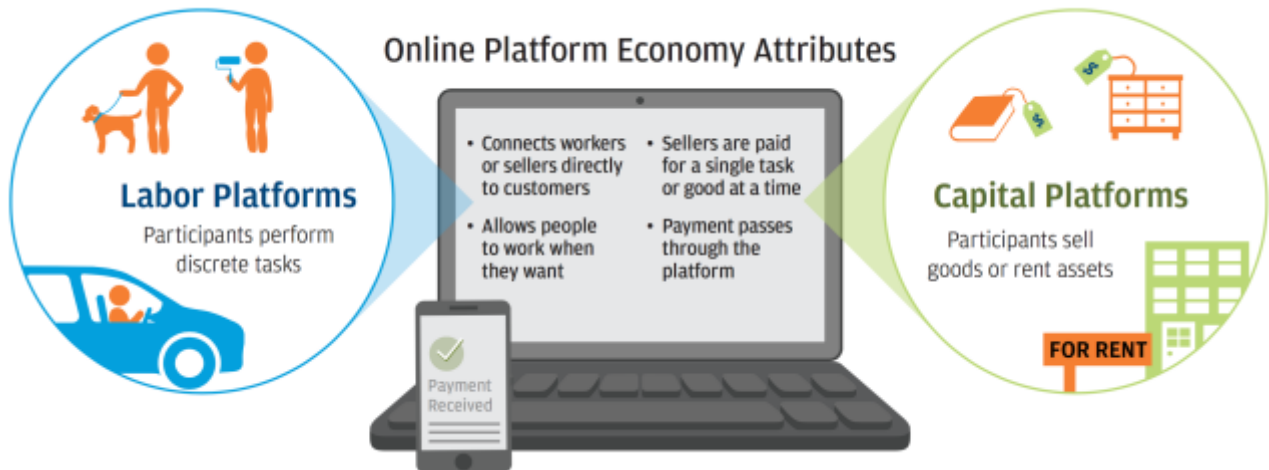 Online Platform Economy Attributes
Labor Platforms
Participants perform
discrete tasks
• Connects workers
or sellers directly
to customers
• Allows people
to work when
they want
• Sellers are paid
for a single task
or good at a time
• Payment passes
through the
platform
Payment
Received
$
$
Capital Platforms
Participants sell
goods or rent assets
FOR RENT